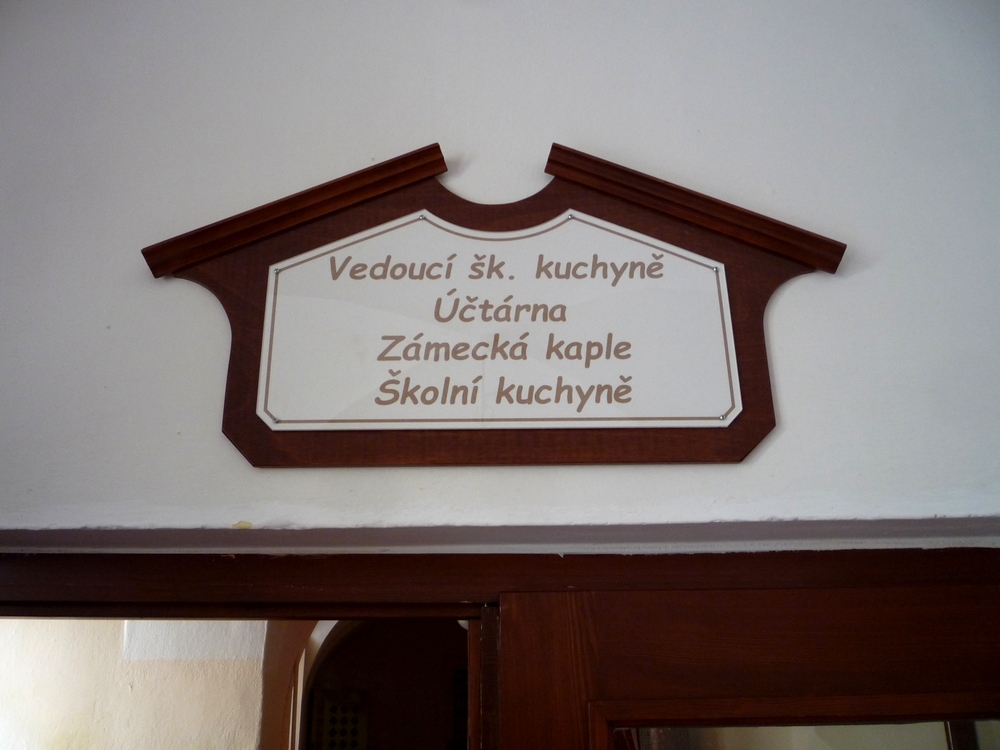 Vedoucí šk. kuchyně
Účtárna
Zámecká kaple
Školní kuchyně